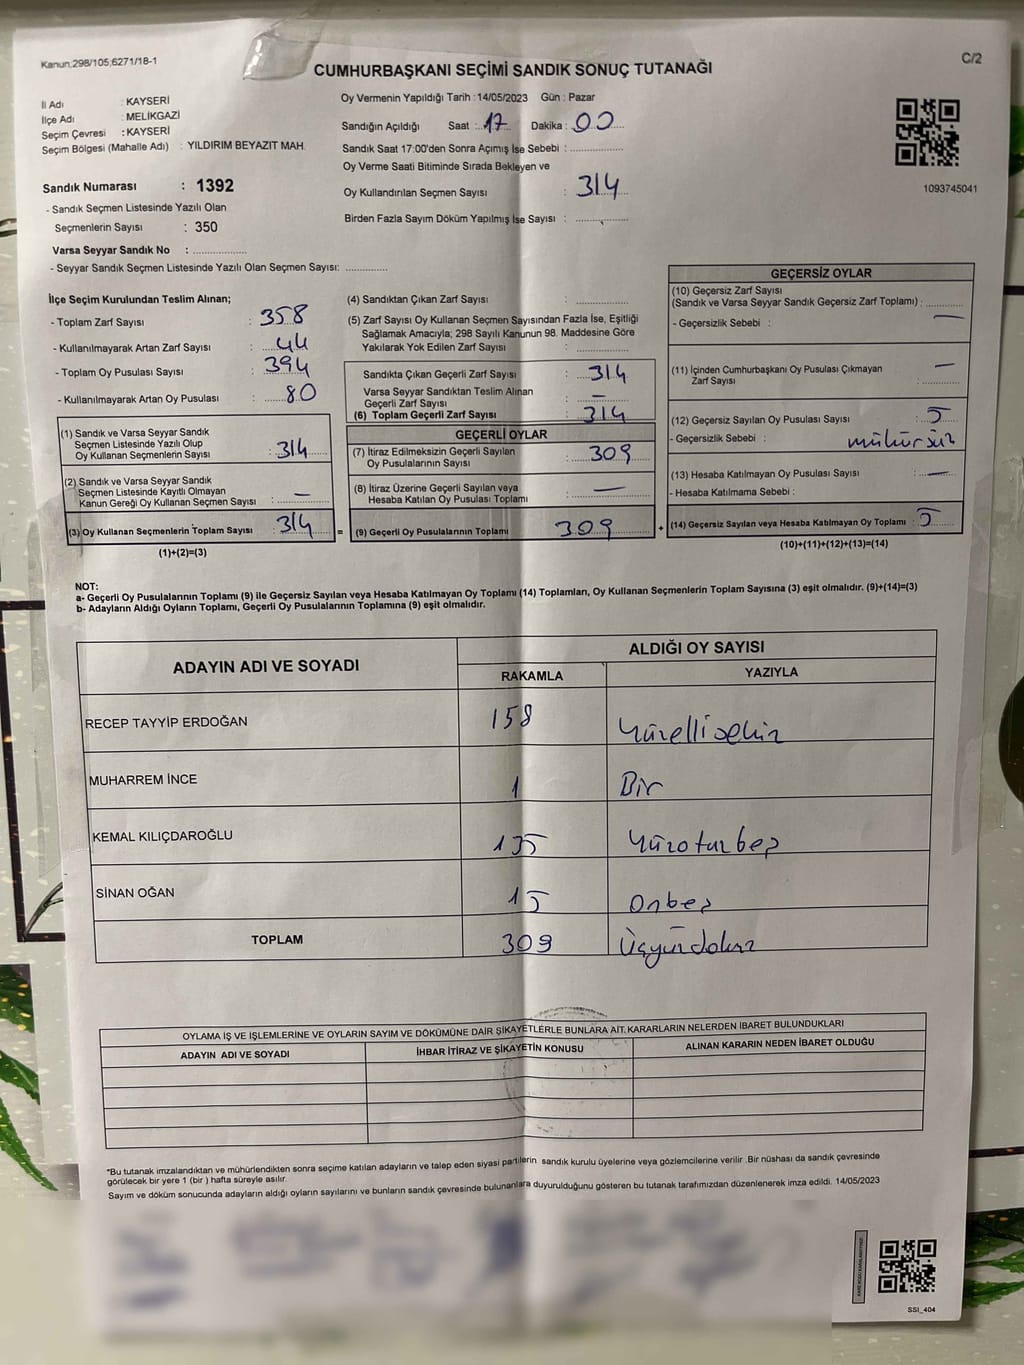 Kanun;298/105;6271/18-1
C/2
CUMHURBAŞKANI SEÇİMİ SANDIK SONUÇ TUTANAĞI
İl Adı : KAYSERİ
İlçe Adı : MELİKGAZİ
Seçim Çevresi : KAYSERİ
Seçim Bölgesi (Mahalle Adı) : YILDIRIM BEYAZIT MAH.
Sandık Numarası : 1392
- Sandık Seçmen Listesinde Yazılı Olan
Seçmenlerin Sayısı : 350
Varsa Seyyar Sandık No : ...............
- Seyyar Sandık Seçmen Listesinde Yazılı Olan Seçmen Sayısı: ............
Oy Vermenin Yapıldığı Tarih : 14/05/2023 Gün : Pazar
Sandığın Açıldığı Saat : 17 Dakika : 00
Sandık Saat 17:00'den Sonra Açımış İse Sebebi : ...............
Oy Verme Saati Bitiminde Sırada Bekleyen ve
Oy Kullandırılan Seçmen Sayısı : 314
Birden Fazla Sayım Döküm Yapılmış İse Sayısı : ...............
1093745041
İlçe Seçim Kurulundan Teslim Alınan;
- Toplam Zarf Sayısı : 358
- Kullanılmayarak Artan Zarf Sayısı : 44
- Toplam Oy Pusulası Sayısı : 394
- Kullanılmayarak Artan Oy Pusulası : 80
(1) Sandık ve Varsa Seyyar Sandık
Seçmen Listesinde Yazılı Olup
Oy Kullanan Seçmenlerin Sayısı : 314
(2) Sandık ve Varsa Seyyar Sandık
Seçmen Listesinde Kayıtlı Olmayan
Kanun Gereği Oy Kullanan Seçmen Sayısı : —
(3) Oy Kullanan Seçmenlerin Toplam Sayısı : 314 =
(1)+(2)=(3)
(4) Sandıktan Çıkan Zarf Sayısı : ...............
(5) Zarf Sayısı Oy Kullanan Seçmen Sayısından Fazla İse, Eşitliği
Sağlamak Amacıyla; 298 Sayılı Kanunun 98. Maddesine Göre
Yakılarak Yok Edilen Zarf Sayısı : ...............
Sandıkta Çıkan Geçerli Zarf Sayısı : 314
Varsa Seyyar Sandıktan Teslim Alınan
Geçerli Zarf Sayısı : —
(6) Toplam Geçerli Zarf Sayısı : 314
GEÇERLİ OYLAR
(7) İtiraz Edilmeksizin Geçerli Sayılan
Oy Pusulalarının Sayısı : 309
(8) İtiraz Üzerine Geçerli Sayılan veya
Hesaba Katılan Oy Pusulası Toplamı : —
(9) Geçerli Oy Pusulalarının Toplamı 309 +
GEÇERSİZ OYLAR
(10) Geçersiz Zarf Sayısı
(Sandık ve Varsa Seyyar Sandık Geçersiz Zarf Toplamı) : ............
- Geçersizlik Sebebi : —
(11) İçinden Cumhurbaşkanı Oy Pusulası Çıkmayan —
Zarf Sayısı : ............
(12) Geçersiz Sayılan Oy Pusulası Sayısı : 5
- Geçersizlik Sebebi : mühürsüz
(13) Hesaba Katılmayan Oy Pusulası Sayısı : —
- Hesaba Katılmama Sebebi :
(14) Geçersiz Sayılan veya Hesaba Katılmayan Oy Toplamı : 5
(10)+(11)+(12)+(13)=(14)
NOT:
a- Geçerli Oy Pusulalarının Toplamı (9) ile Geçersiz Sayılan veya Hesaba Katılmayan Oy Toplamı (14) Toplamları, Oy Kullanan Seçmenlerin Toplam Sayısına (3) eşit olmalıdır. (9)+(14)=(3)
b- Adayların Aldığı Oyların Toplamı, Geçerli Oy Pusulalarının Toplamına (9) eşit olmalıdır.
ADAYIN ADI VE SOYADI
ALDIĞI OY SAYISI
RAKAMLA YAZIYLA
RECEP TAYYİP ERDOĞAN 158 Yüzellisekiz
MUHARREM İNCE 1 Bir
KEMAL KILIÇDAROĞLU 135 Yüzotuzbeş
SİNAN OĞAN 15 Onbeş
TOPLAM 309 Üçyüzdokuz
OYLAMA İŞ VE İŞLEMLERİNE VE OYLARIN SAYIM VE DÖKÜMÜNE DAİR ŞİKAYETLERLE BUNLARA AİT KARARLARIN NELERDEN İBARET BULUNDUKLARI
ADAYIN ADI VE SOYADI İHBAR İTİRAZ VE ŞİKAYETİN KONUSU ALINAN KARARIN NEDEN İBARET OLDUĞU
*Bu tutanak imzalandıktan ve mühürlendikten sonra seçime katılan adayların ve talep eden siyasi partilerin sandık kurulu üyelerine veya gözlemcilerine verilir .Bir nüshası da sandık çevresinde
görülecek bir yere 1 (bir ) hafta süreyle asılır.
Sayım ve döküm sonucunda adayların aldığı oyların sayılarını ve bunların sandık çevresinde bulunanlara duyurulduğunu gösteren bu tutanak tarafımızdan düzenlenerek imza edildi. 14/05/2023
SSI_404